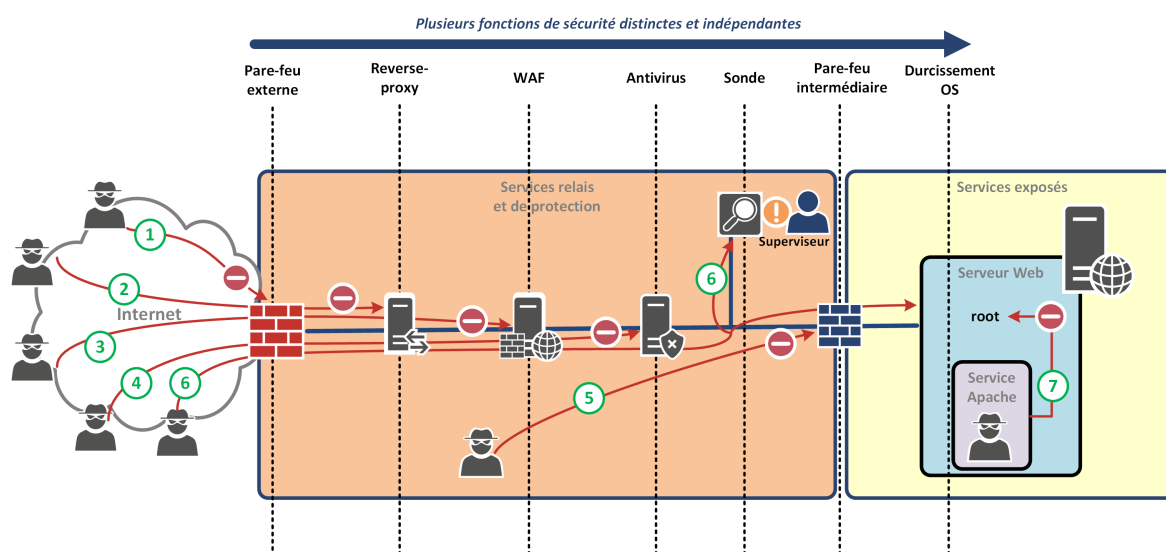 Plusieurs fonctions de sécurité distinctes et indépendantes
Pare-feu
externe
Reverse-
proxy
WAF
Antivirus
Sonde
Pare-feu
intermédiaire
Durcissement
OS
Services relais
et de protection
Services exposés
1
2
Internet
3
4
6
5
6
!
Superviseur
Serveur Web
root
Service
Apache
7